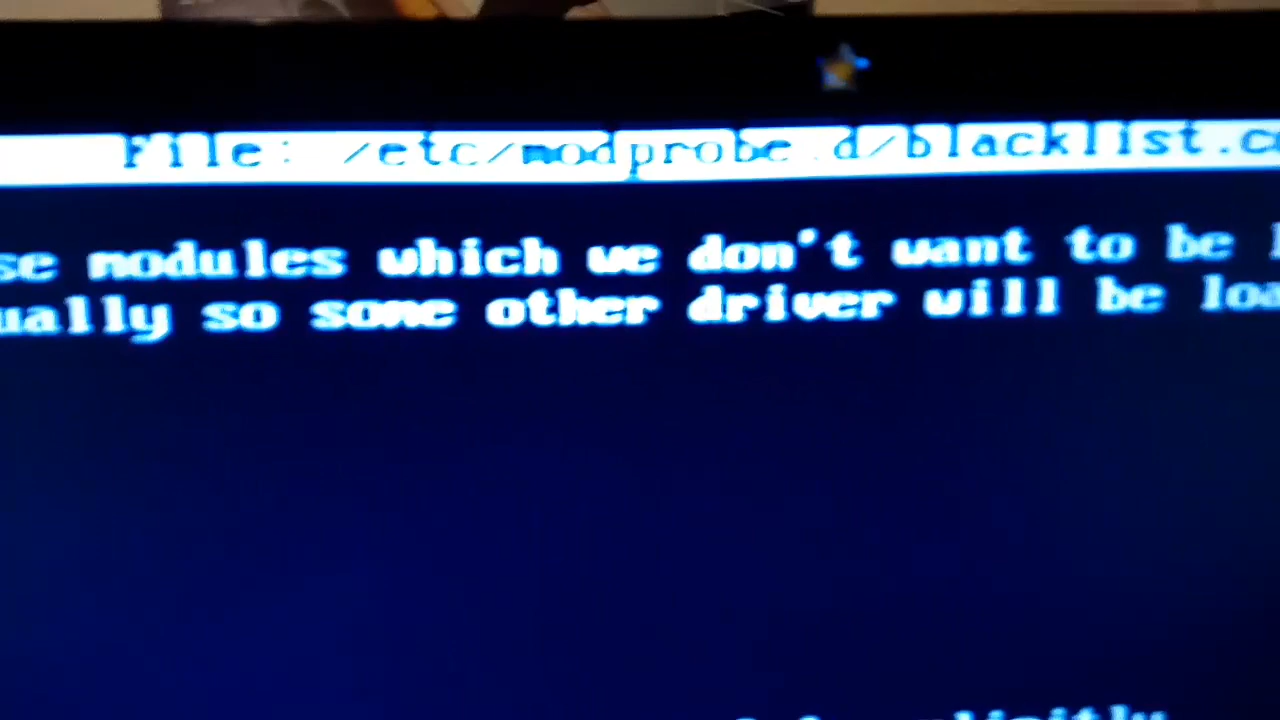 File: /etc/modprobe.d/blacklist.c
se modules which we don't want to be
ually so some other driver will be loa